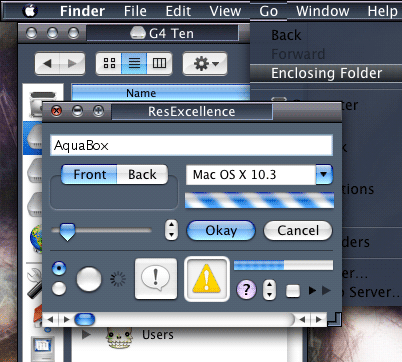 Finder File Edit View Go Window Help
G4 Ten
Back
Forward
Enclosing Folder
Name
ResExcellence
AquaBox
Front Back
Mac OS X 10.3
Okay Cancel
?
Server...
Users